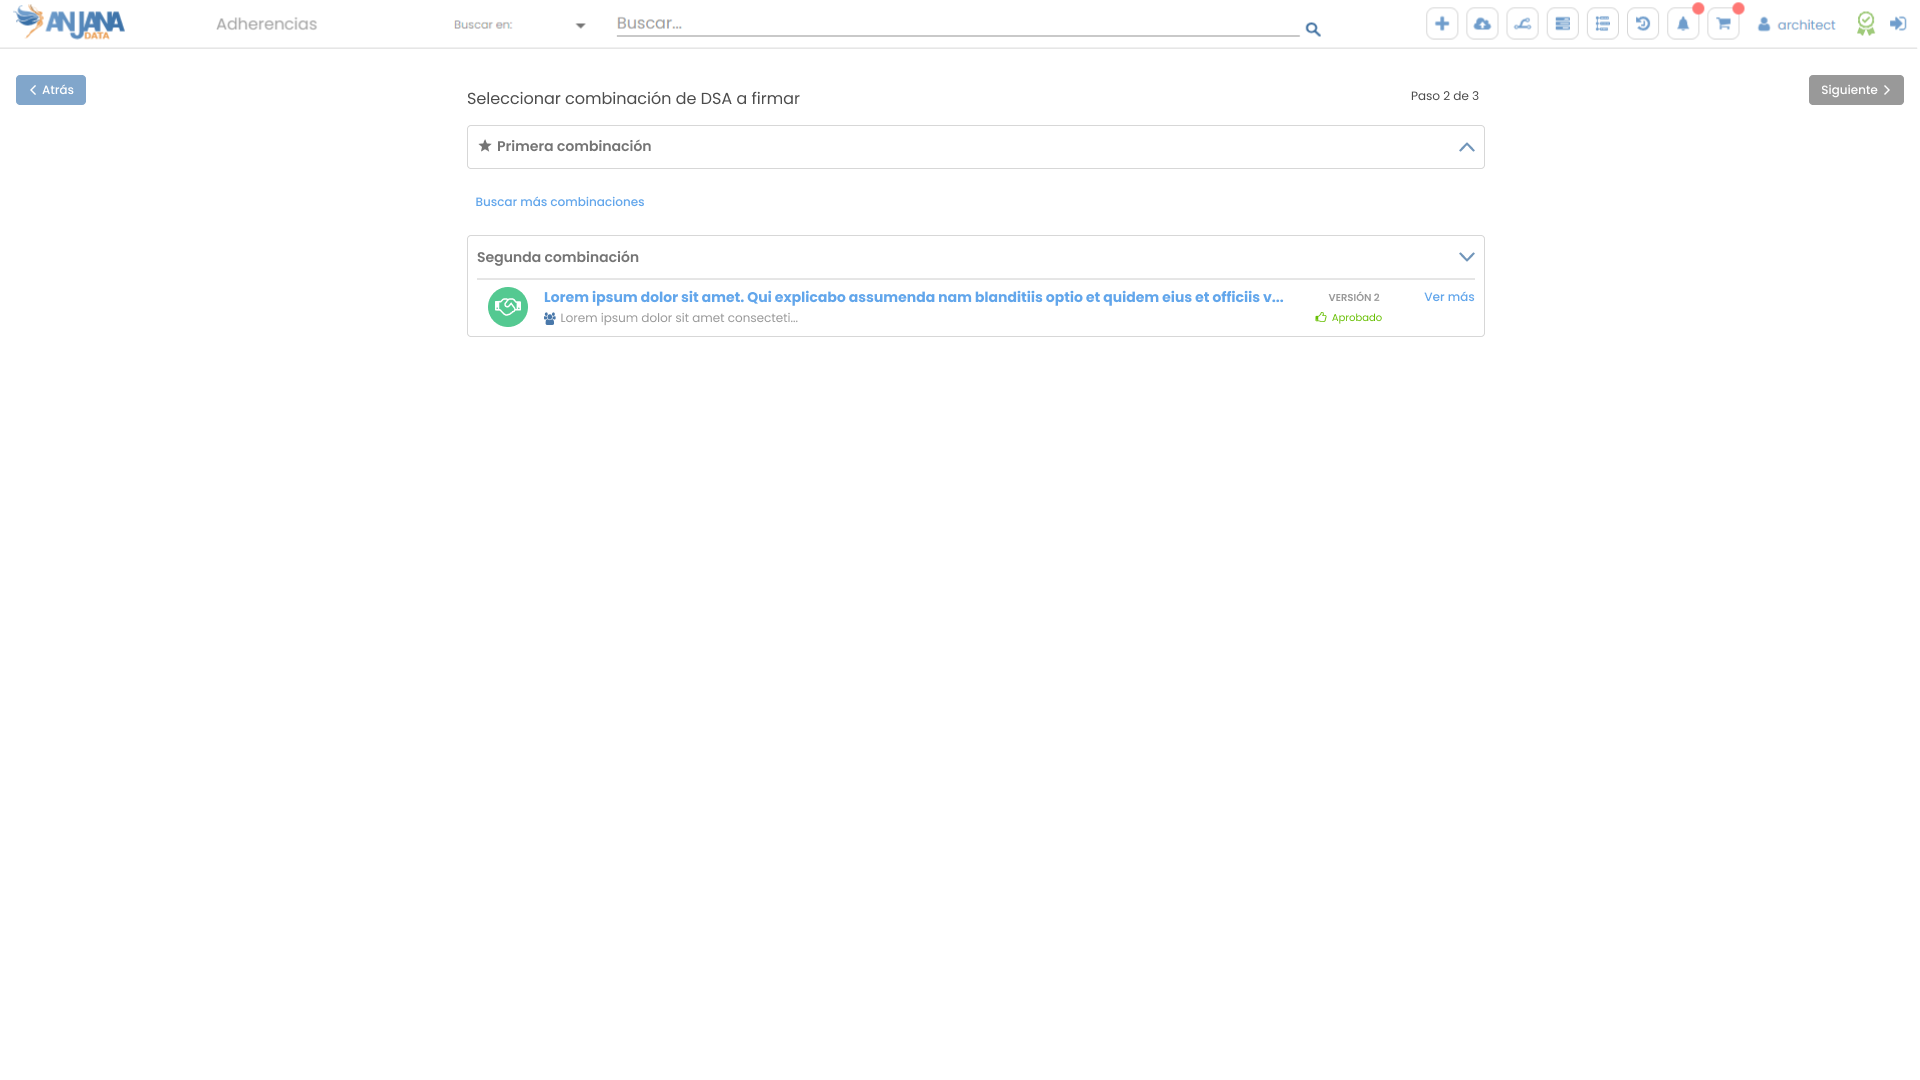 ANJANA DATA
Adherencias
Buscar en:
Buscar...
architect
Atrás
Siguiente
Seleccionar combinación de DSA a firmar
Paso 2 de 3
Primera combinación
Buscar más combinaciones
Segunda combinación
Lorem ipsum dolor sit amet. Qui explicabo assumenda nam blanditiis optio et quidem eius et officiis v...
VERSIÓN 2
Ver más
Lorem ipsum dolor sit amet consecteti...
Aprobado